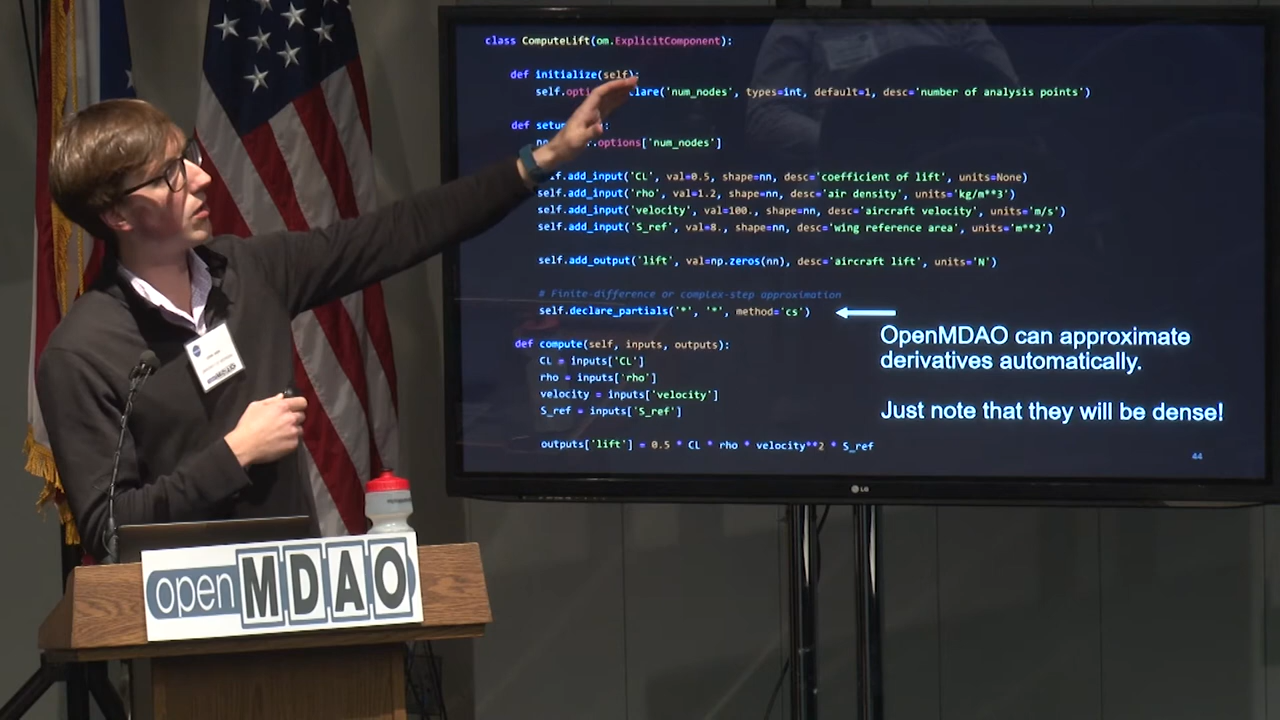 class ComputeLift(om.ExplicitComponent):
def initialize(self):
self.opti lare('num_nodes', types=int, default=1, desc='number of analysis points')
def setu :
nn .options['num_nodes']
elf.add_input('CL', val=0.5, shape=nn, desc='coefficient of lift', units=None)
self.add_input('rho', val=1.2, shape=nn, desc='air density', units='kg/m**3')
self.add_input('velocity', val=100., shape=nn, desc='aircraft velocity', units='m/s')
self.add_input('S_ref', val=8., shape=nn, desc='wing reference area', units='m**2')
self.add_output('lift', val=np.zeros(nn), desc='aircraft lift', units='N')
# Finite-difference or complex-step approximation
self.declare_partials('*', '*', method='cs')
OpenMDAO can approximate
derivatives automatically.
Just note that they will be dense!
def compute(self, inputs, outputs):
CL = inputs['CL']
rho = inputs['rho']
velocity = inputs['velocity']
S_ref = inputs['S_ref']
outputs['lift'] = 0.5 * CL * rho * velocity**2 * S_ref
44
LG
openMDAO